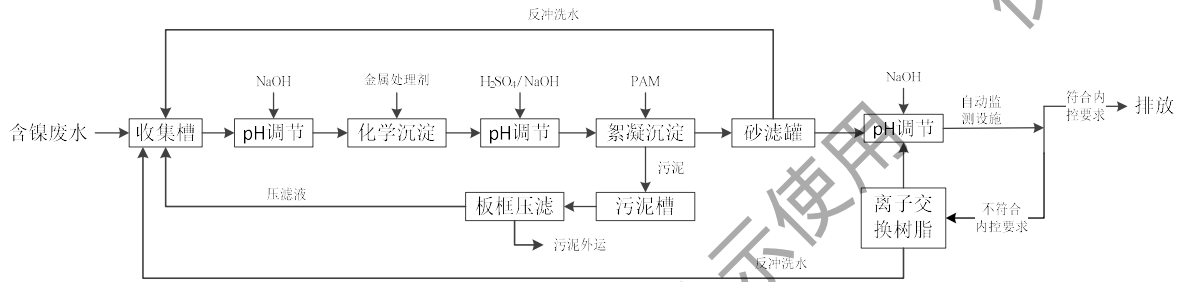 反冲洗水
NaOH
金属处理剂
H₂SO₄/NaOH
PAM
NaOH
自动监
测设施
符合内
控要求
排放
含镍废水
收集槽
pH调节
化学沉淀
pH调节
絮凝沉淀
砂滤罐
pH调节
污泥
压滤液
板框压滤
污泥槽
离子交
换树脂
不符合
内控要求
污泥外运
反冲洗水
示使用